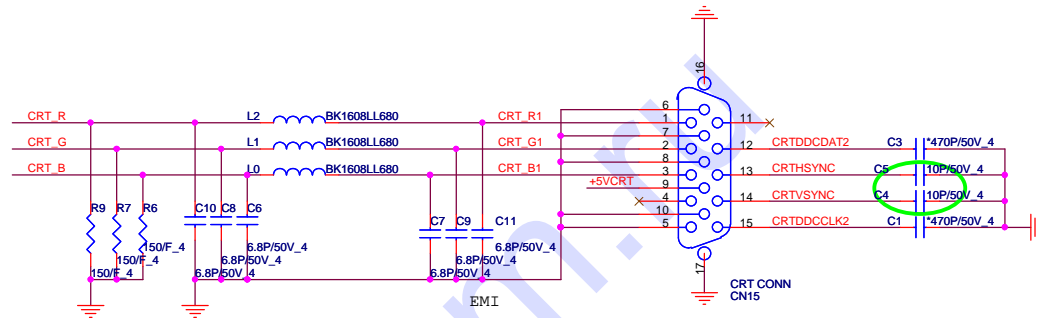 16
6
CRT_R L2 BK1608LL680 CRT_R1 1 11
7
CRT_G L1 BK1608LL680 CRT_G1 2 12 CRTDDCDAT2 C3 *470P/50V_4
8
CRT_B L0 BK1608LL680 CRT_B1 3 13 CRTHSYNC C5 10P/50V_4
+5VCRT 9
4 14 CRTVSYNC C4 10P/50V_4
R9 R7 R6 C10 C8 C6 C7 C9 C11 10
5 15 CRTDDCCLK2 C1 *470P/50V_4
150/F_4 6.8P/50V_4 6.8P/50V_4
150/F_4 6.8P/50V_4 6.8P/50V_4
150/F_4 6.8P/50V_4 6.8P/50V_4
17
CRT CONN
CN15
EMI